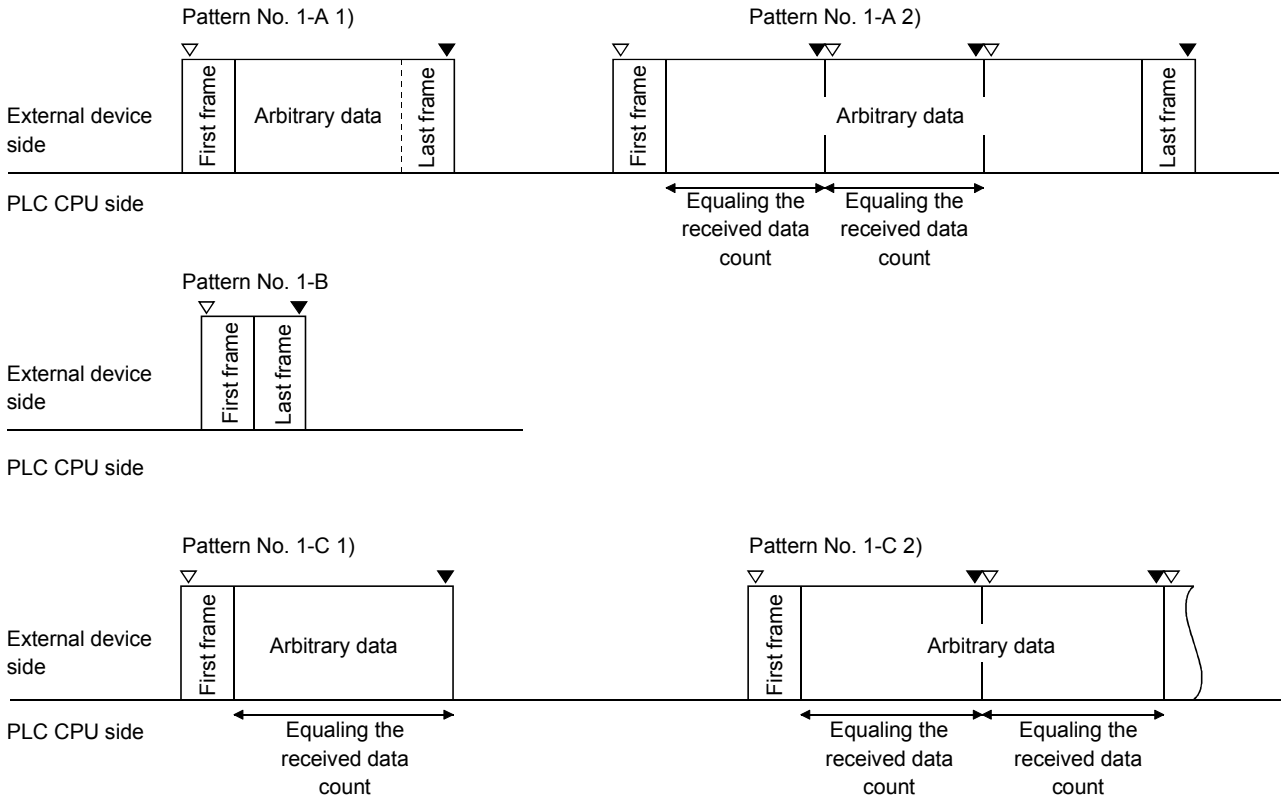 Pattern No. 1-A 1)
Pattern No. 1-A 2)
External device
side
First frame
Arbitrary data
Last frame
First frame
Arbitrary data
Last frame
PLC CPU side
Equaling the
received data
count
Equaling the
received data
count
Pattern No. 1-B
External device
side
First frame
Last frame
PLC CPU side
Pattern No. 1-C 1)
Pattern No. 1-C 2)
External device
side
First frame
Arbitrary data
First frame
Arbitrary data
PLC CPU side
Equaling the
received data
count
Equaling the
received data
count
Equaling the
received data
count